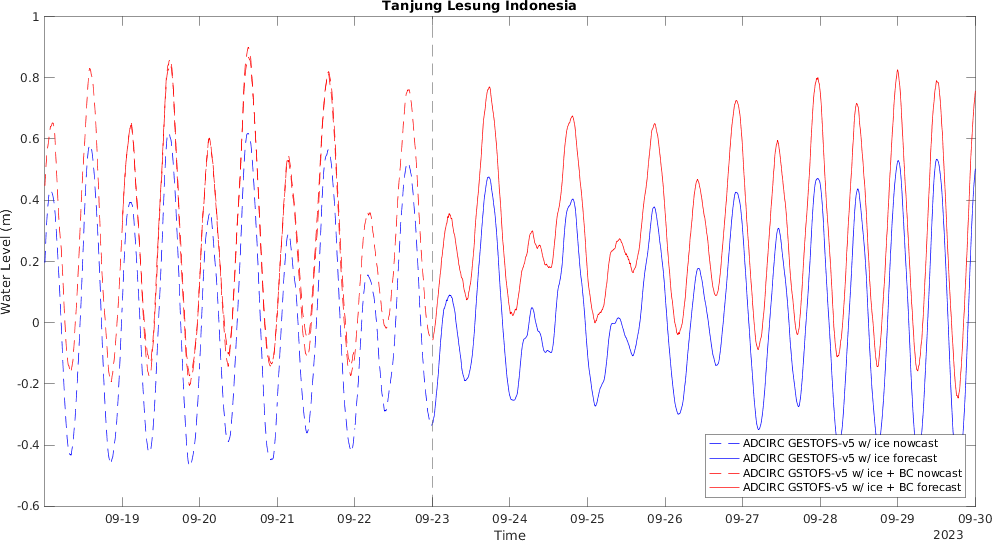 Tanjung Lesung Indonesia
1
0.8
0.6
0.4
0.2
0
-0.2
-0.4
-0.6
Water Level (m)
09-19 09-20 09-21 09-22 09-23 09-24 09-25 09-26 09-27 09-28 09-29 09-30
Time
2023
ADCIRC GESTOFS-v5 w/ ice nowcast
ADCIRC GESTOFS-v5 w/ ice forecast
ADCIRC GSTOFS-v5 w/ ice + BC nowcast
ADCIRC GSTOFS-v5 w/ ice + BC forecast